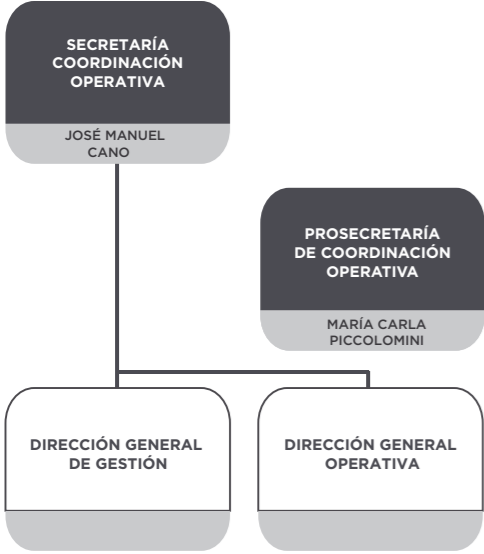 SECRETARÍA
COORDINACIÓN
OPERATIVA
JOSÉ MANUEL
CANO
PROSECRETARÍA
DE COORDINACIÓN
OPERATIVA
MARÍA CARLA
PICCOLOMINI
DIRECCIÓN GENERAL
DE GESTIÓN
DIRECCIÓN GENERAL
OPERATIVA